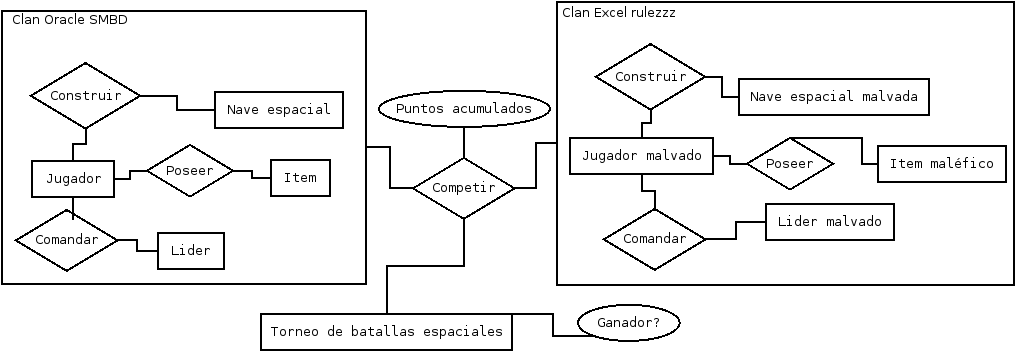 Clan Oracle SMBD
Construir
Nave espacial
Jugador
Poseer
Item
Comandar
Lider
Puntos acumulados
Competir
Clan Excel rulezzz
Construir
Nave espacial malvada
Jugador malvado
Poseer
Item maléfico
Comandar
Lider malvado
Torneo de batallas espaciales
Ganador?